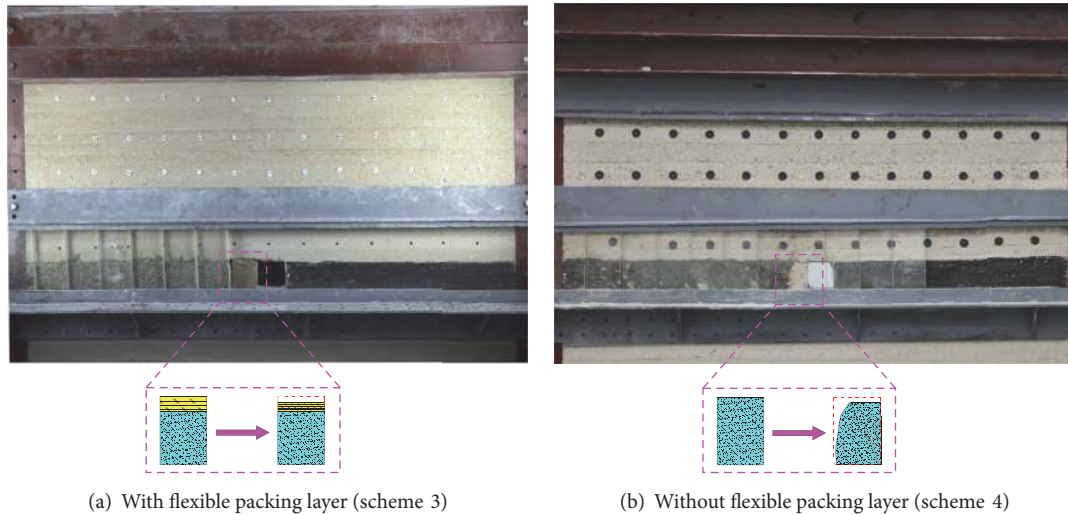 (a) With flexible packing layer (scheme 3)
(b) Without flexible packing layer (scheme 4)